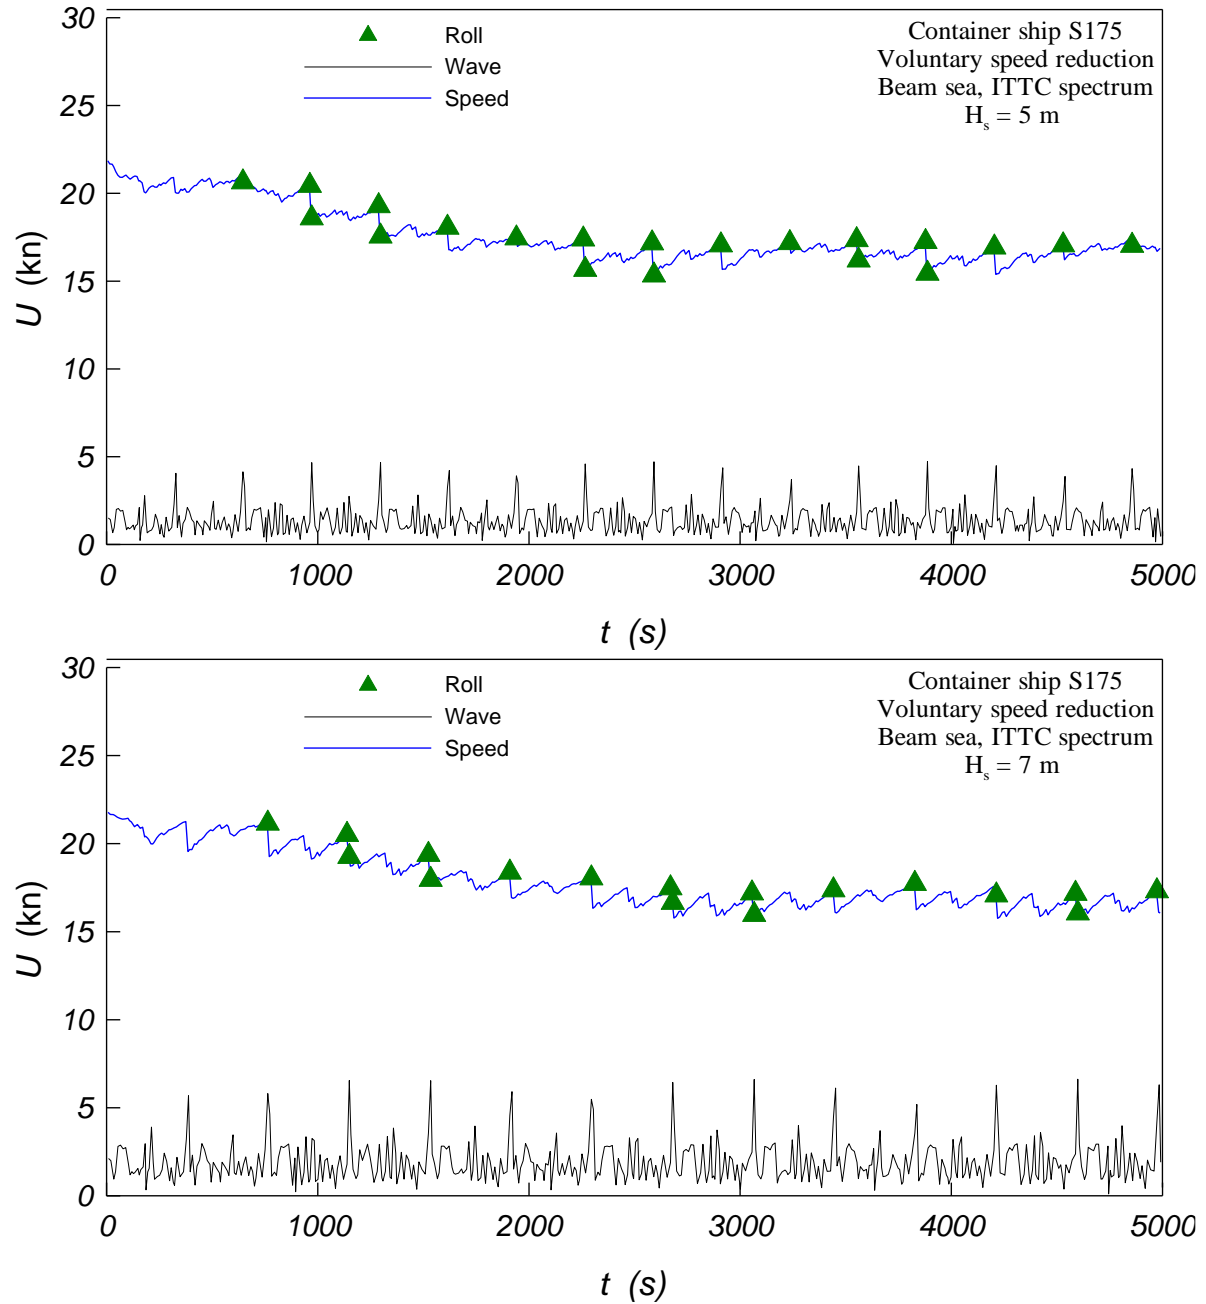 30
25
20
15
10
5
0
U (kn)
Roll
Wave
Speed
Container ship S175
Voluntary speed reduction
Beam sea, ITTC spectrum
Hs = 5 m
0 1000 2000 3000 4000 5000
t (s)
30
25
20
15
10
5
0
U (kn)
Roll
Wave
Speed
Container ship S175
Voluntary speed reduction
Beam sea, ITTC spectrum
Hs = 7 m
0 1000 2000 3000 4000 5000
t (s)